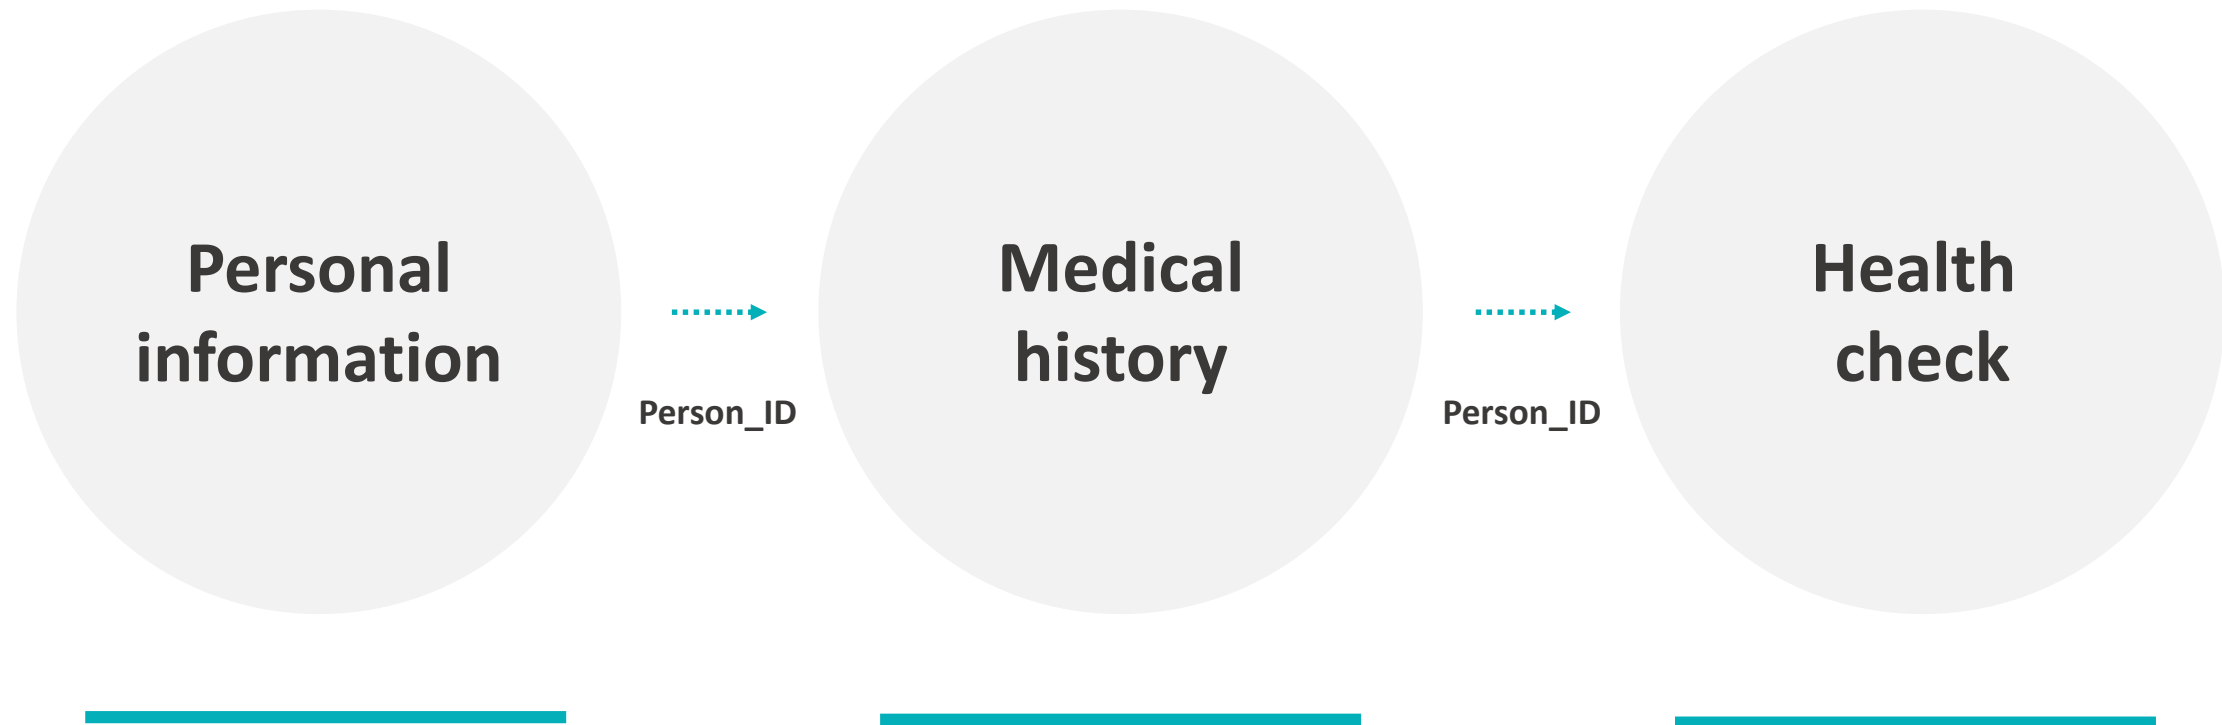 Personal
information
Person_ID
Medical
history
Person_ID
Health
check